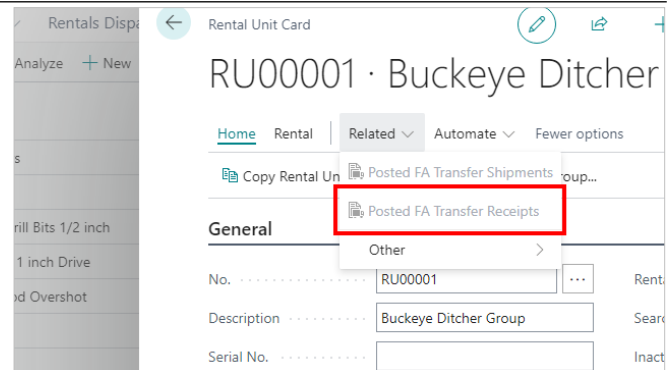 Rentals Dispa
Rental Unit Card
Analyze + New
RU00001 · Buckeye Ditcher
Home Rental Related Automate Fewer options
s
Copy Rental Un
Posted FA Transfer Shipments
roup...
Posted FA Transfer Receipts
rill Bits 1/2 inch
General
Other
1 inch Drive
No. RU00001 ... Renta
od Overshot
Description Buckeye Ditcher Group Searc
Serial No. Inact